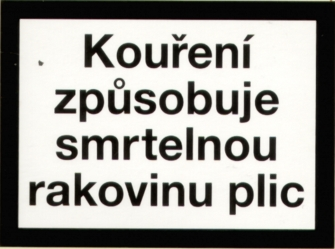 Kouření
způsobuje
smrtelnou
rakovinu plic